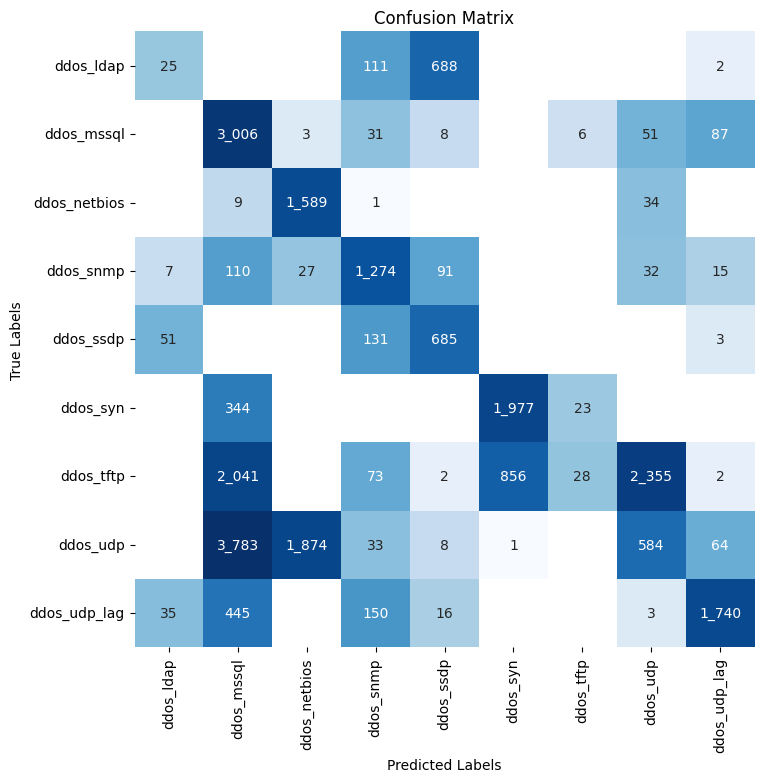 Confusion Matrix
True Labels
ddos_ldap 25 111 688 2
ddos_mssql 3_006 3 31 8 6 51 87
ddos_netbios 9 1_589 1 34
ddos_snmp 7 110 27 1_274 91 32 15
ddos_ssdp 51 131 685 3
ddos_syn 344 1_977 23
ddos_tftp 2_041 73 2 856 28 2_355 2
ddos_udp 3_783 1_874 33 8 1 584 64
ddos_udp_lag 35 445 150 16 3 1_740
ddos_ldap
ddos_mssql
ddos_netbios
ddos_snmp
ddos_ssdp
ddos_syn
ddos_tftp
ddos_udp
ddos_udp_lag
Predicted Labels